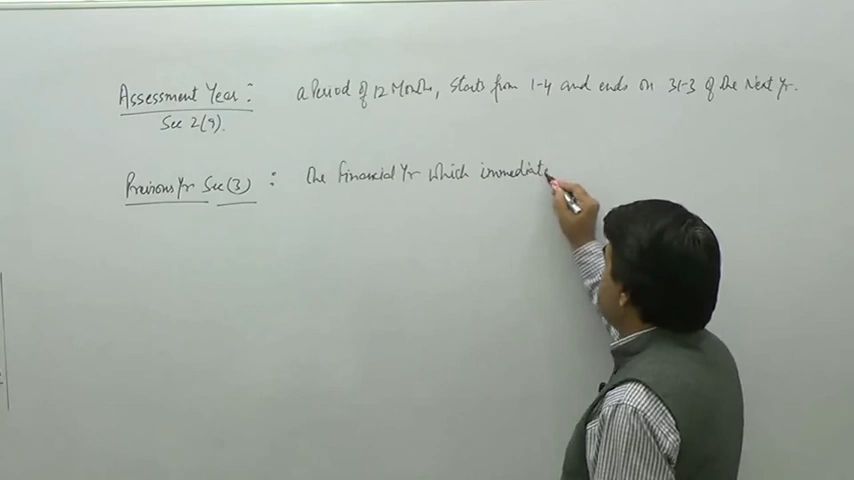 Assessment Year : a Period of 12 Months, Starts from 1-4 and ends on 31-3 of the Next Yr.
Sec 2(9).
Previous Yr Sec (3) : The Financial Yr which immediate